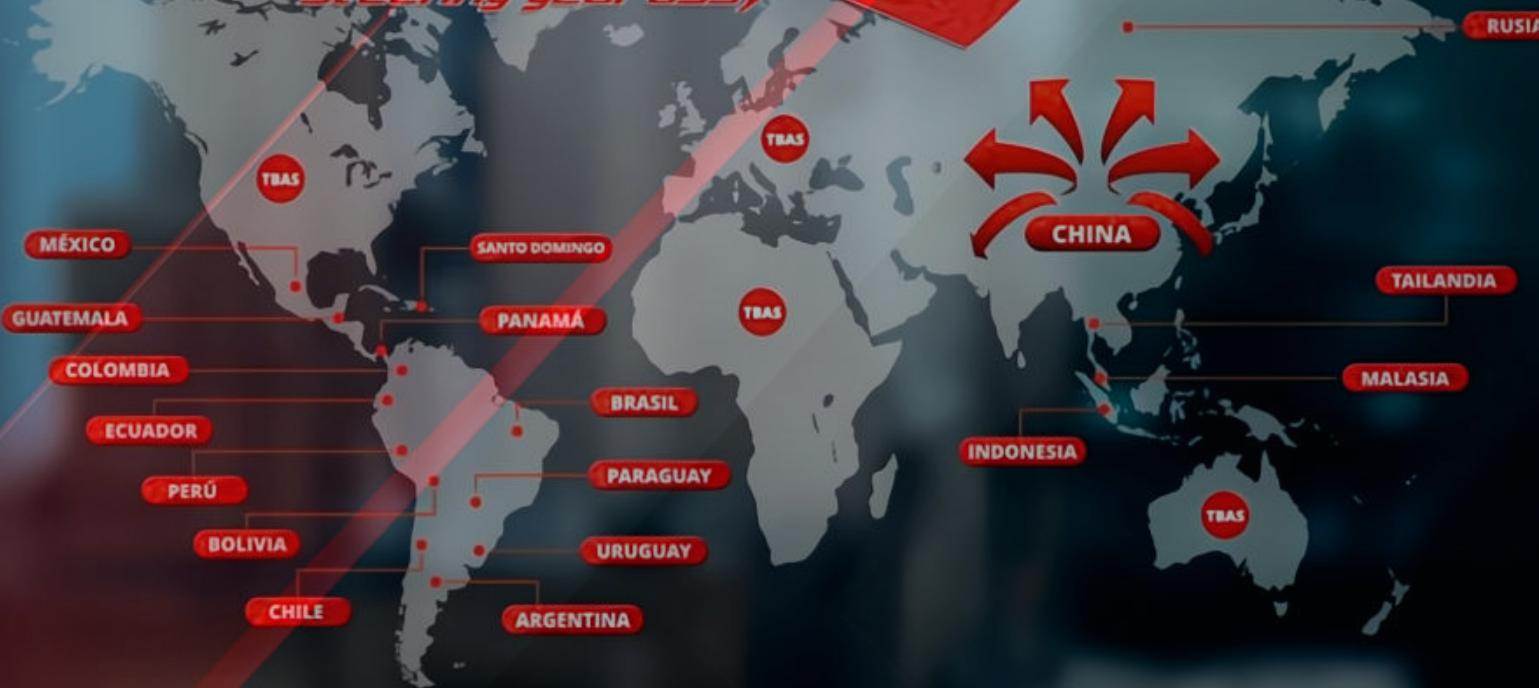 RUSIA
TBAS
TBAS
CHINA
MÉXICO
SANTO DOMINGO
TAILANDIA
TBAS
GUATEMALA
PANAMÁ
COLOMBIA
MALASIA
BRASIL
ECUADOR
INDONESIA
PARAGUAY
PERÚ
TBAS
BOLIVIA
URUGUAY
CHILE
ARGENTINA